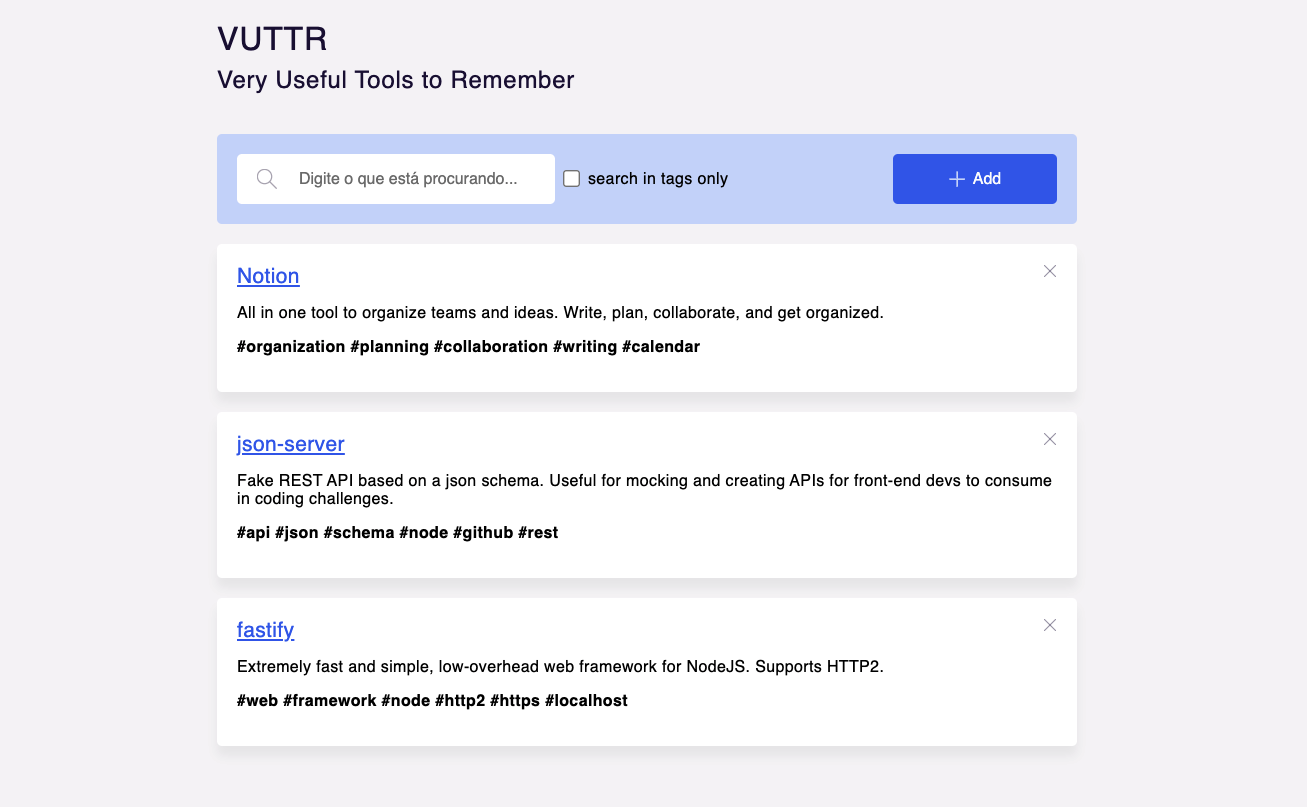 VUTTR
Very Useful Tools to Remember
Digite o que está procurando...
search in tags only
Add
Notion
All in one tool to organize teams and ideas. Write, plan, collaborate, and get organized.
#organization #planning #collaboration #writing #calendar
json-server
Fake REST API based on a json schema. Useful for mocking and creating APIs for front-end devs to consume
in coding challenges.
#api #json #schema #node #github #rest
fastify
Extremely fast and simple, low-overhead web framework for NodeJS. Supports HTTP2.
#web #framework #node #http2 #https #localhost